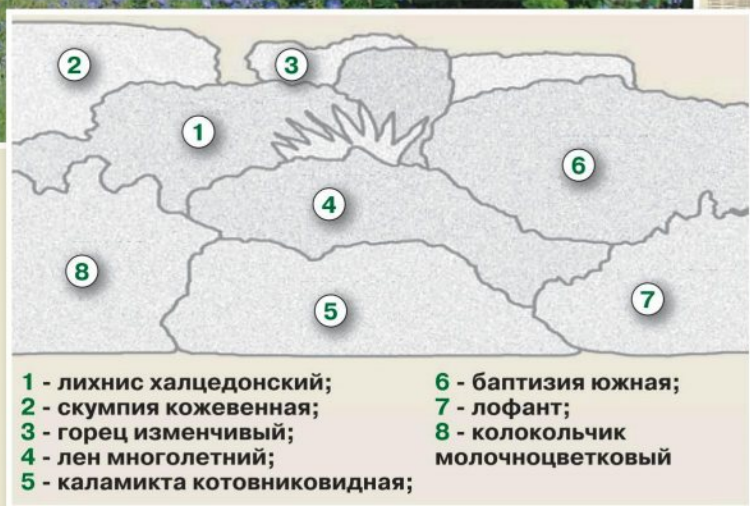 2
3
1
6
4
8
5
7
1 - лихнис халцедонский;
2 - скумпия кожевенная;
3 - горец изменчивый;
4 - лен многолетний;
5 - каламикта котовниковидная;
6 - баптизия южная;
7 - лофант;
8 - колокольчик
молочноцветковый